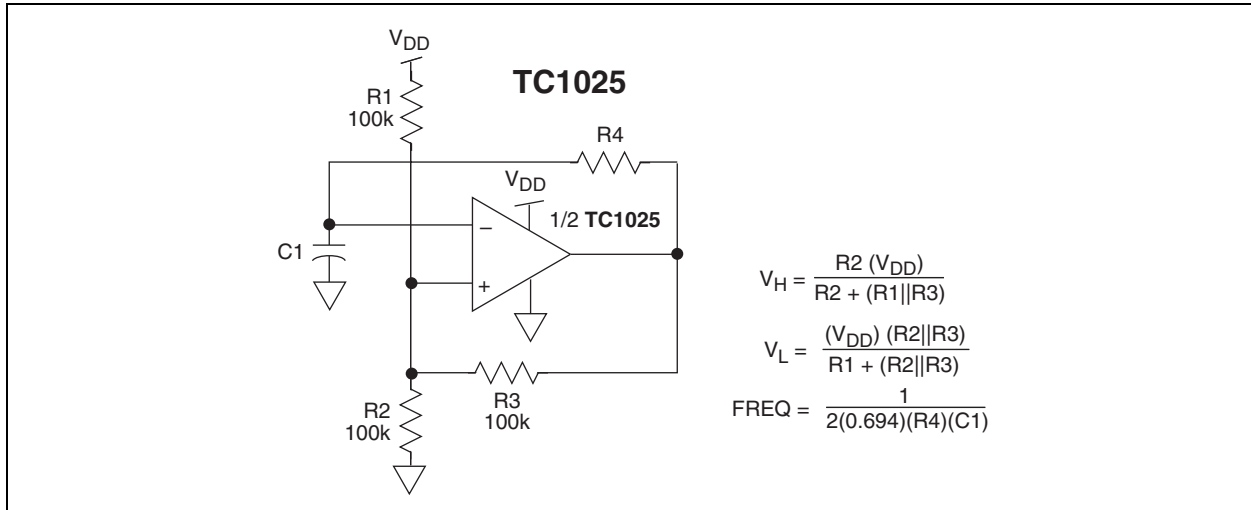 VDD
TC1025
R1
100k
R4
VDD
1/2 TC1025
−
C1
+
VH = R2 (VDD) / R2 + (R1||R3)
VL = (VDD) (R2||R3) / R1 + (R2||R3)
R3
100k
R2
100k
FREQ = 1 / 2(0.694)(R4)(C1)